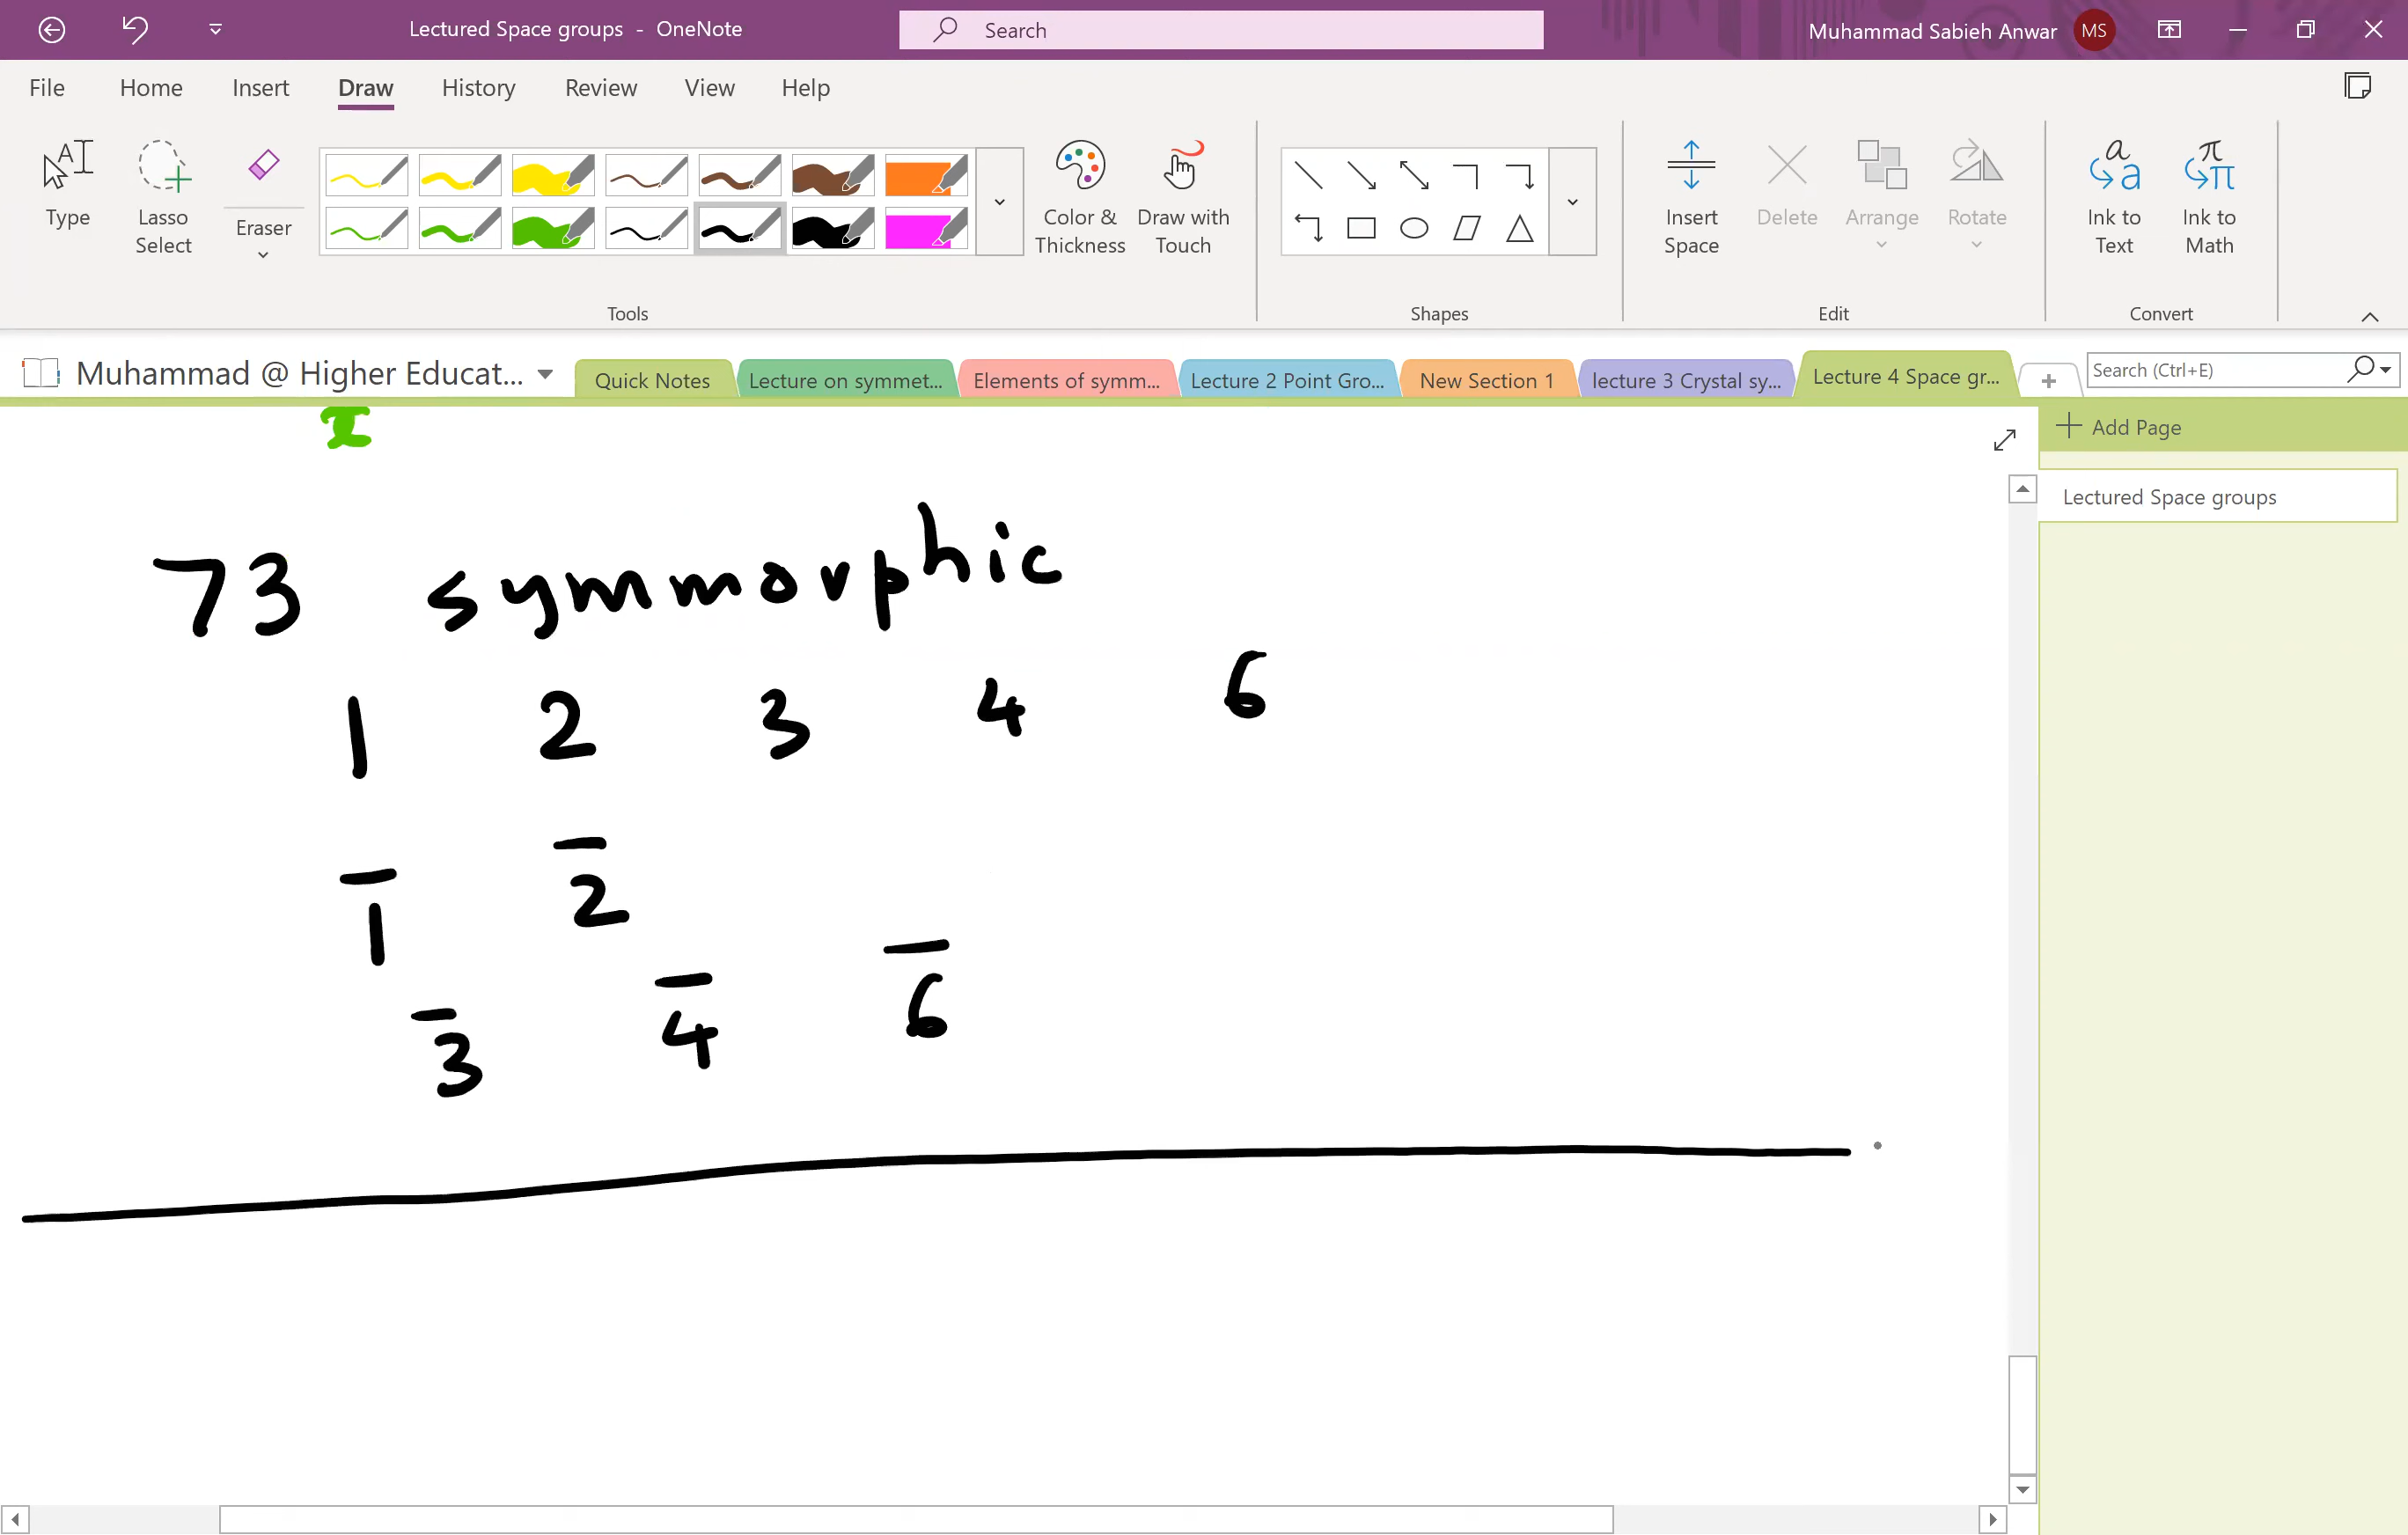 Lectured Space groups - OneNote
Search
Muhammad Sabieh Anwar MS
File Home Insert Draw History Review View Help
Type
Lasso Select
Eraser
Color & Thickness
Draw with Touch
Insert Space
Delete
Arrange
Rotate
a a
Ink to Text
π π
Ink to Math
Tools Shapes Edit Convert
Muhammad @ Higher Educat...
Quick Notes
Lecture on symmet...
Elements of symm...
Lecture 2 Point Gro...
New Section 1
lecture 3 Crystal sy...
Lecture 4 Space gr...
Search (Ctrl+E)
Add Page
Lectured Space groups
73 symmorphic
1 2 3 4 6
1̅ 2̅
3̅ 4̅ 6̅